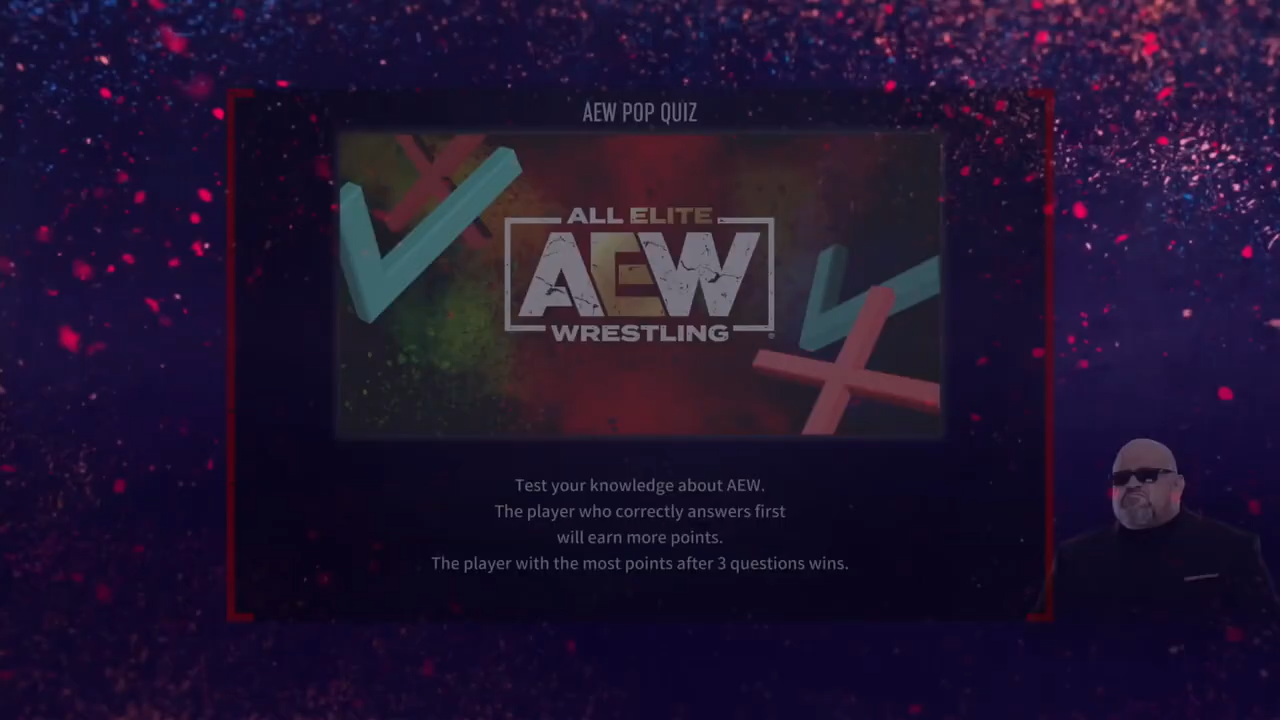 AEW POP QUIZ
ALL ELITE
AEW
WRESTLING
Test your knowledge about AEW.
The player who correctly answers first
will earn more points.
The player with the most points after 3 questions wins.